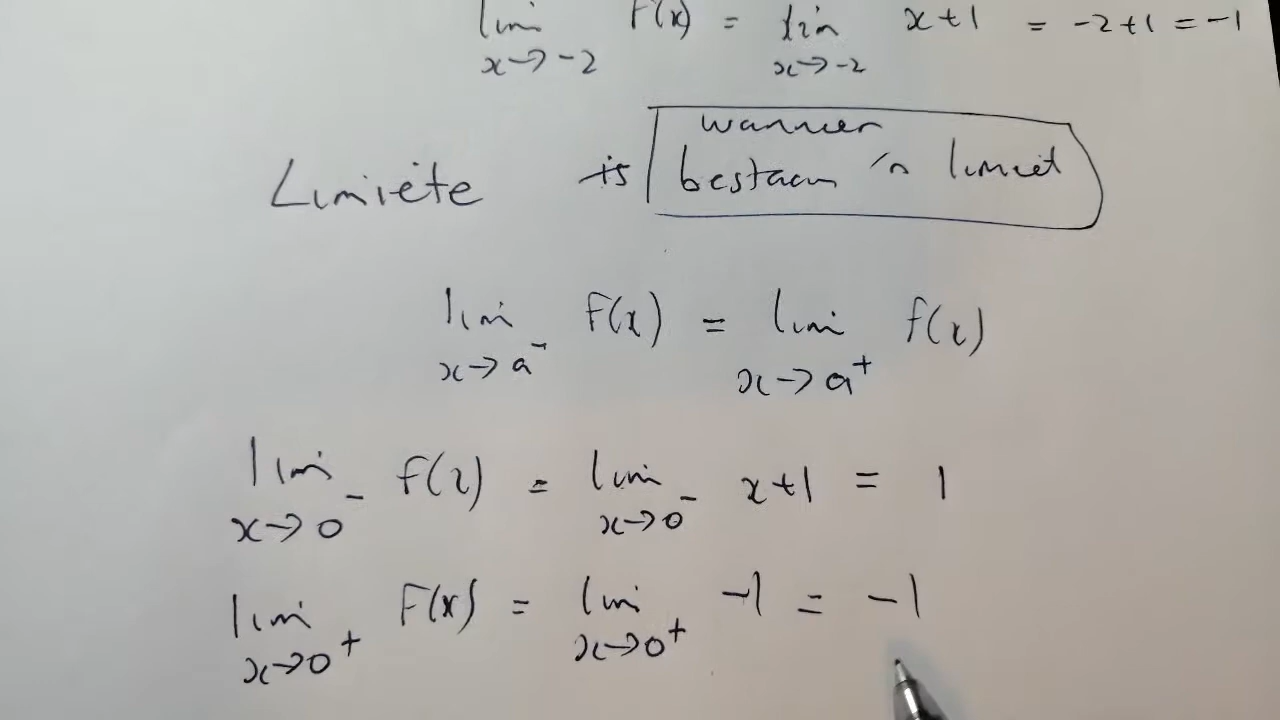 lim x→-2 f(x) = lim x→-2 x+1 = -2+1 = -1
wanneer
Limiete is bestaan 'n limiet
lim x→a⁻ f(x) = lim x→a⁺ f(x)
lim x→0⁻ f(x) = lim x→0⁻ x+1 = 1
lim x→0⁺ f(x) = lim x→0⁺ -1 = -1